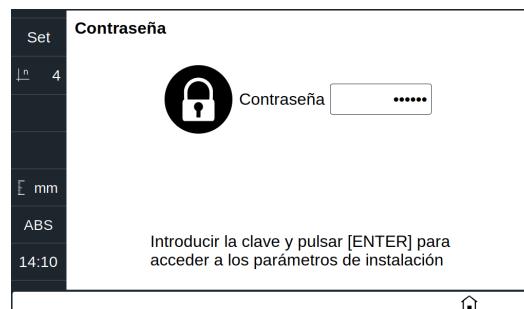 Set
Contraseña
n 4
Contraseña ••••••
mm
ABS
Introducir la clave y pulsar [ENTER] para
acceder a los parámetros de instalación
14:10